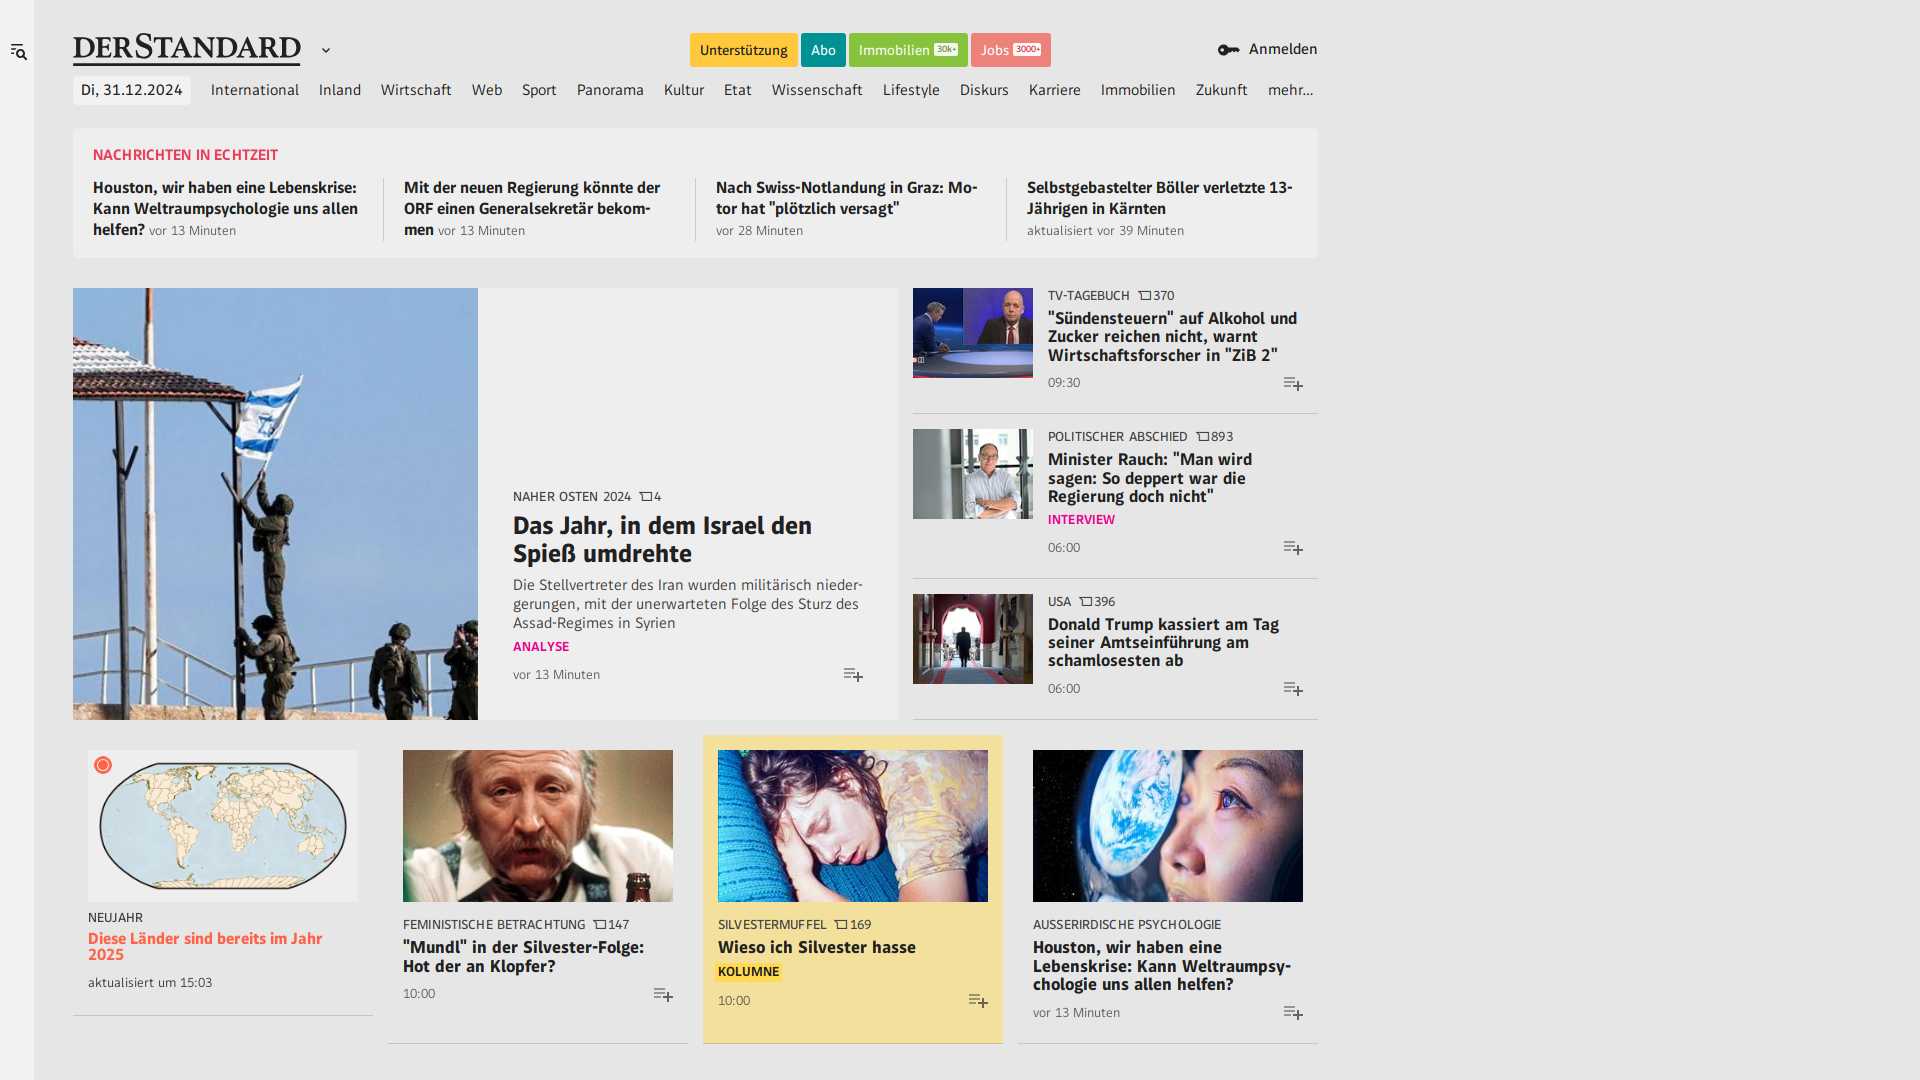 DERSTANDARD
Unterstützung
Abo
Immobilien 30k+
Jobs 3000+
Anmelden
Di, 31.12.2024
International
Inland
Wirtschaft
Web
Sport
Panorama
Kultur
Etat
Wissenschaft
Lifestyle
Diskurs
Karriere
Immobilien
Zukunft
mehr...
NACHRICHTEN IN ECHTZEIT
Houston, wir haben eine Lebenskrise:
Kann Weltraumpsychologie uns allen
helfen? vor 13 Minuten
Mit der neuen Regierung könnte der
ORF einen Generalsekretär bekom-
men vor 13 Minuten
Nach Swiss-Notlandung in Graz: Mo-
tor hat "plötzlich versagt"
vor 28 Minuten
Selbstgebastelter Böller verletzte 13-
Jährigen in Kärnten
aktualisiert vor 39 Minuten
NAHER OSTEN 2024 4
Das Jahr, in dem Israel den
Spieß umdrehte
Die Stellvertreter des Iran wurden militärisch nieder-
gerungen, mit der unerwarteten Folge des Sturz des
Assad-Regimes in Syrien
ANALYSE
vor 13 Minuten
TV-TAGEBUCH 370
"Sündensteuern" auf Alkohol und
Zucker reichen nicht, warnt
Wirtschaftsforscher in "ZiB 2"
09:30
POLITISCHER ABSCHIED 893
Minister Rauch: "Man wird
sagen: So deppert war die
Regierung doch nicht"
INTERVIEW
06:00
USA 396
Donald Trump kassiert am Tag
seiner Amtseinführung am
schamlosesten ab
06:00
NEUJAHR
Diese Länder sind bereits im Jahr
2025
aktualisiert um 15:03
FEMINISTISCHE BETRACHTUNG 147
"Mundl" in der Silvester-Folge:
Hot der an Klopfer?
10:00
SILVESTERMUFFEL 169
Wieso ich Silvester hasse
KOLUMNE
10:00
AUSSERIRDISCHE PSYCHOLOGIE
Houston, wir haben eine
Lebenskrise: Kann Weltraumpsy-
chologie uns allen helfen?
vor 13 Minuten